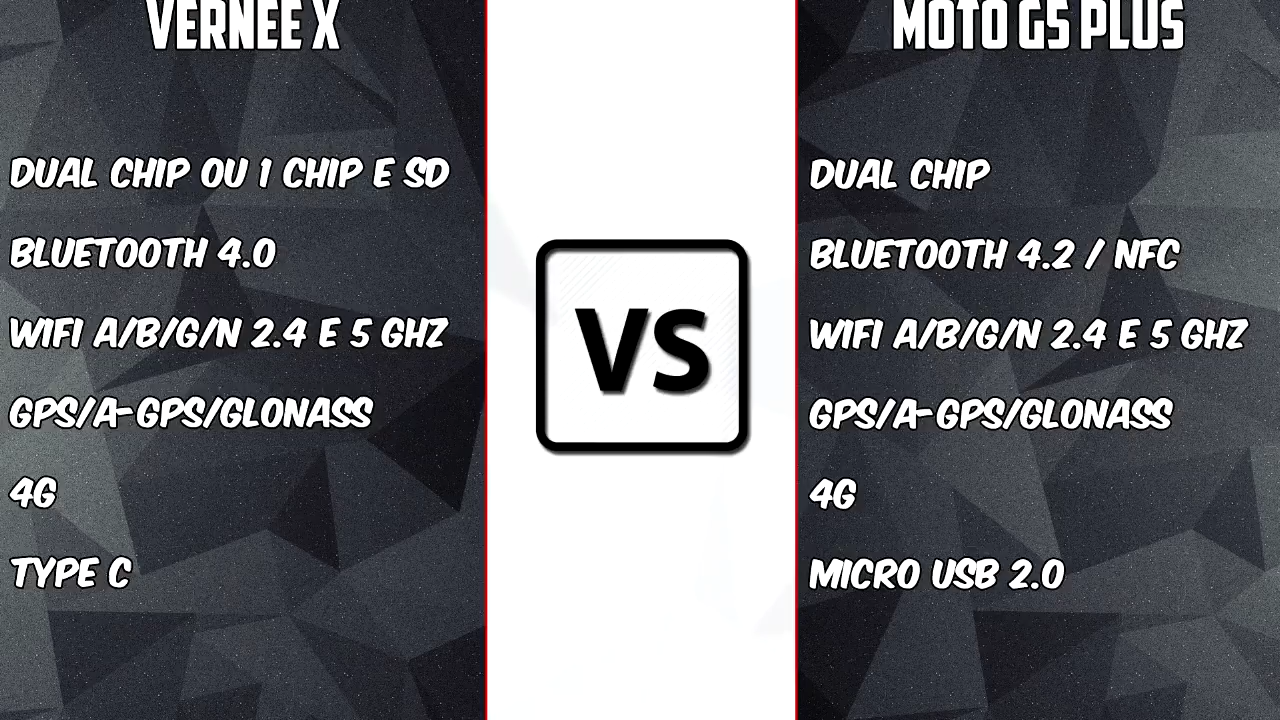 VERNEE X
DUAL CHIP OU 1 CHIP E SD
BLUETOOTH 4.0
WIFI A/B/G/N 2.4 E 5 GHZ
GPS/A-GPS/GLONASS
4G
TYPE C
VS
MOTO G5 PLUS
DUAL CHIP
BLUETOOTH 4.2 / NFC
WIFI A/B/G/N 2.4 E 5 GHZ
GPS/A-GPS/GLONASS
4G
MICRO USB 2.0